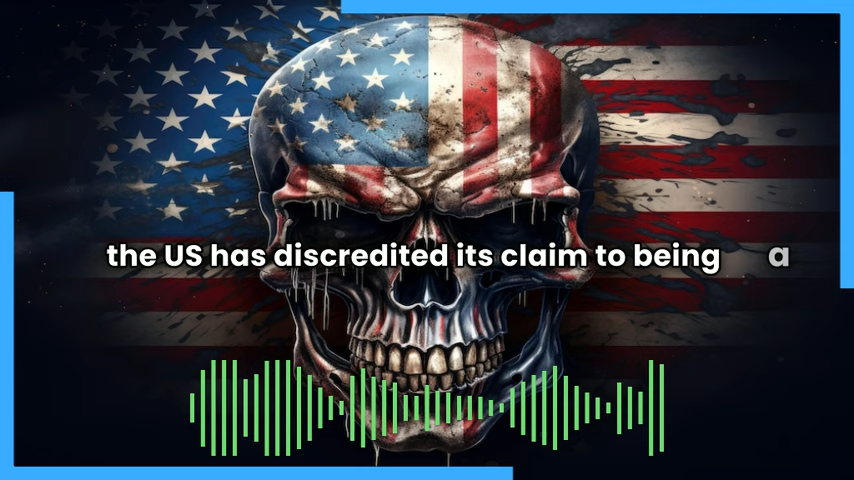 the US has discredited its claim to being a